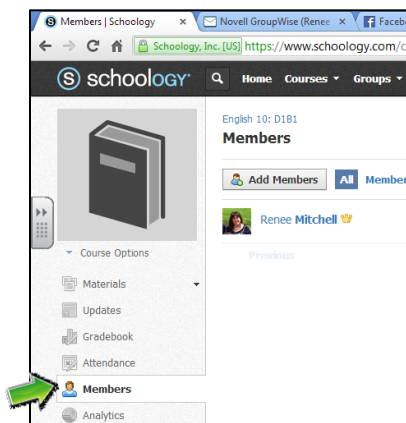 Members | Schoology × Novell GroupWise (Renee × Faceb
Schoology, Inc. [US] https://www.schoology.com/c
S schoology Home Courses Groups
English 10: D1B1
Members
Add Members All Member
Renee Mitchell
Previous
Course Options
Materials
Updates
Gradebook
Attendance
Members
Analytics